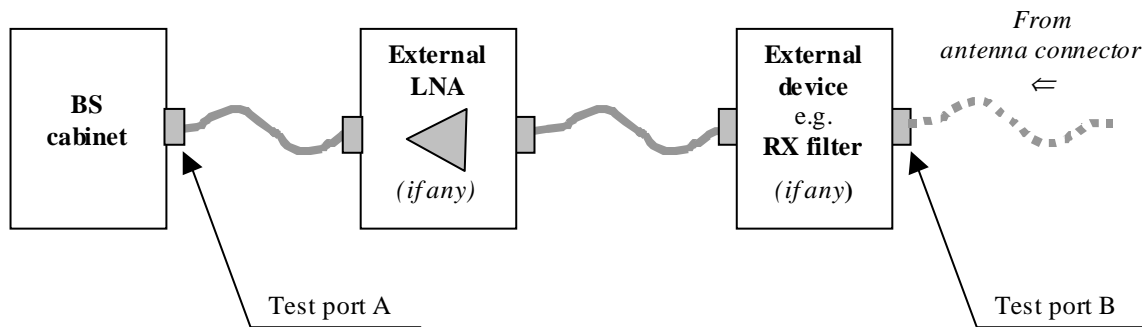 BS
cabinet
External
LNA
(if any)
External
device
e.g.
RX filter
(if any)
From
antenna connector
⇐
Test port A
Test port B